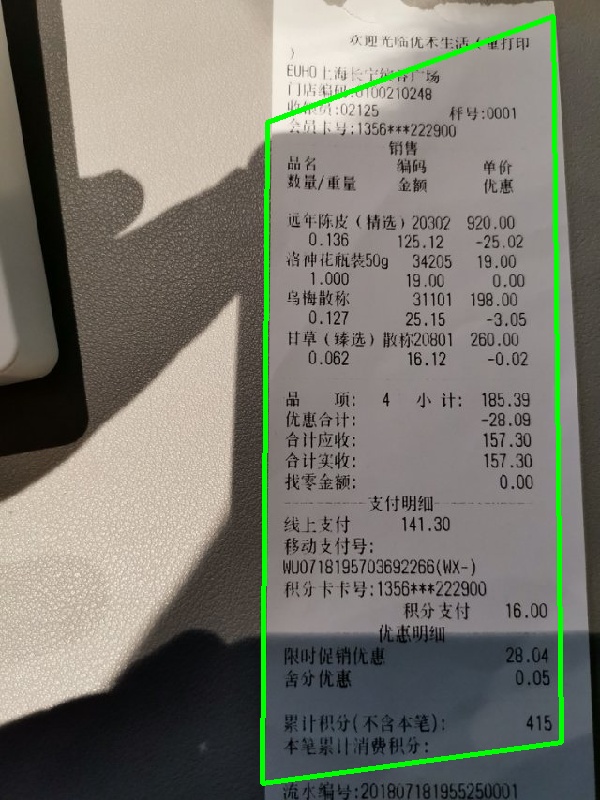 欢迎光临优禾生活 重打印
)
EURO上海长宁 广场
门店编码:0100210248
收银员:02125 秤号:0001
会员卡号:1356***222900
销售
品名 编码 单价
数量/重量 金额 优惠
远年陈皮(精选)20302 920.00
0.136 125.12 -25.02
洛神花瓶装50g 34205 19.00
1.000 19.00 0.00
乌梅散称 31101 198.00
0.127 25.15 -3.05
甘草(臻选)散称20801 260.00
0.062 16.12 -0.02
品 项: 4 小计: 185.39
优惠合计: -28.09
合计应收: 157.30
合计实收: 157.30
找零金额: 0.00
支付明细
线上支付 141.30
移动支付号:
WU0718195703692266(WX-)
积分卡卡号:1356***222900
积分支付 16.00
优惠明细
限时促销优惠 28.04
舍分优惠 0.05
累计积分(不含本笔): 415
本笔累计消费积分:
流水编号:201807181955250001